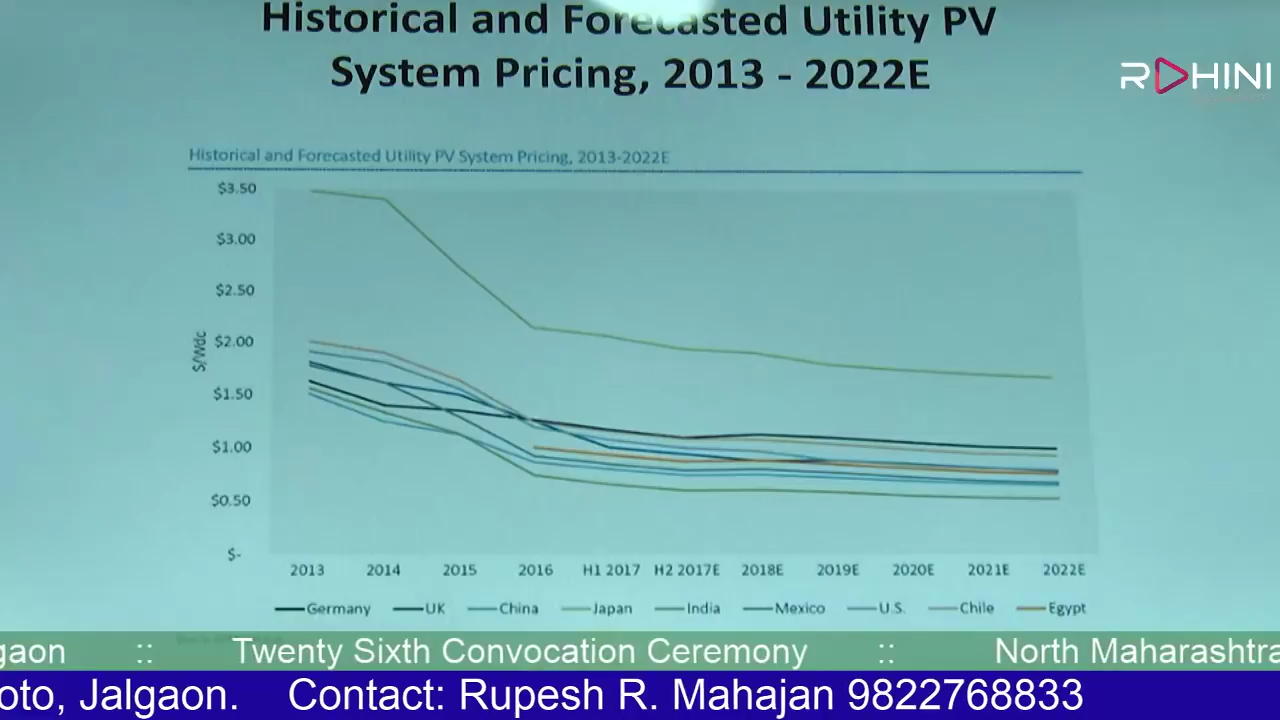 Historical and Forecasted Utility PV
System Pricing, 2013 - 2022E
ROHINI
Historical and Forecasted Utility PV System Pricing, 2013-2022E
$3.50
$3.00
$2.50
$2.00
$/Wdc
$1.50
$1.00
$0.50
$-
2013 2014 2015 2016 H1 2017 H2 2017E 2018E 2019E 2020E 2021E 2022E
Germany UK China Japan India Mexico U.S. Chile Egypt
gaon :: Twenty Sixth Convocation Ceremony :: North Maharashtra
oto, Jalgaon. Contact: Rupesh R. Mahajan 9822768833